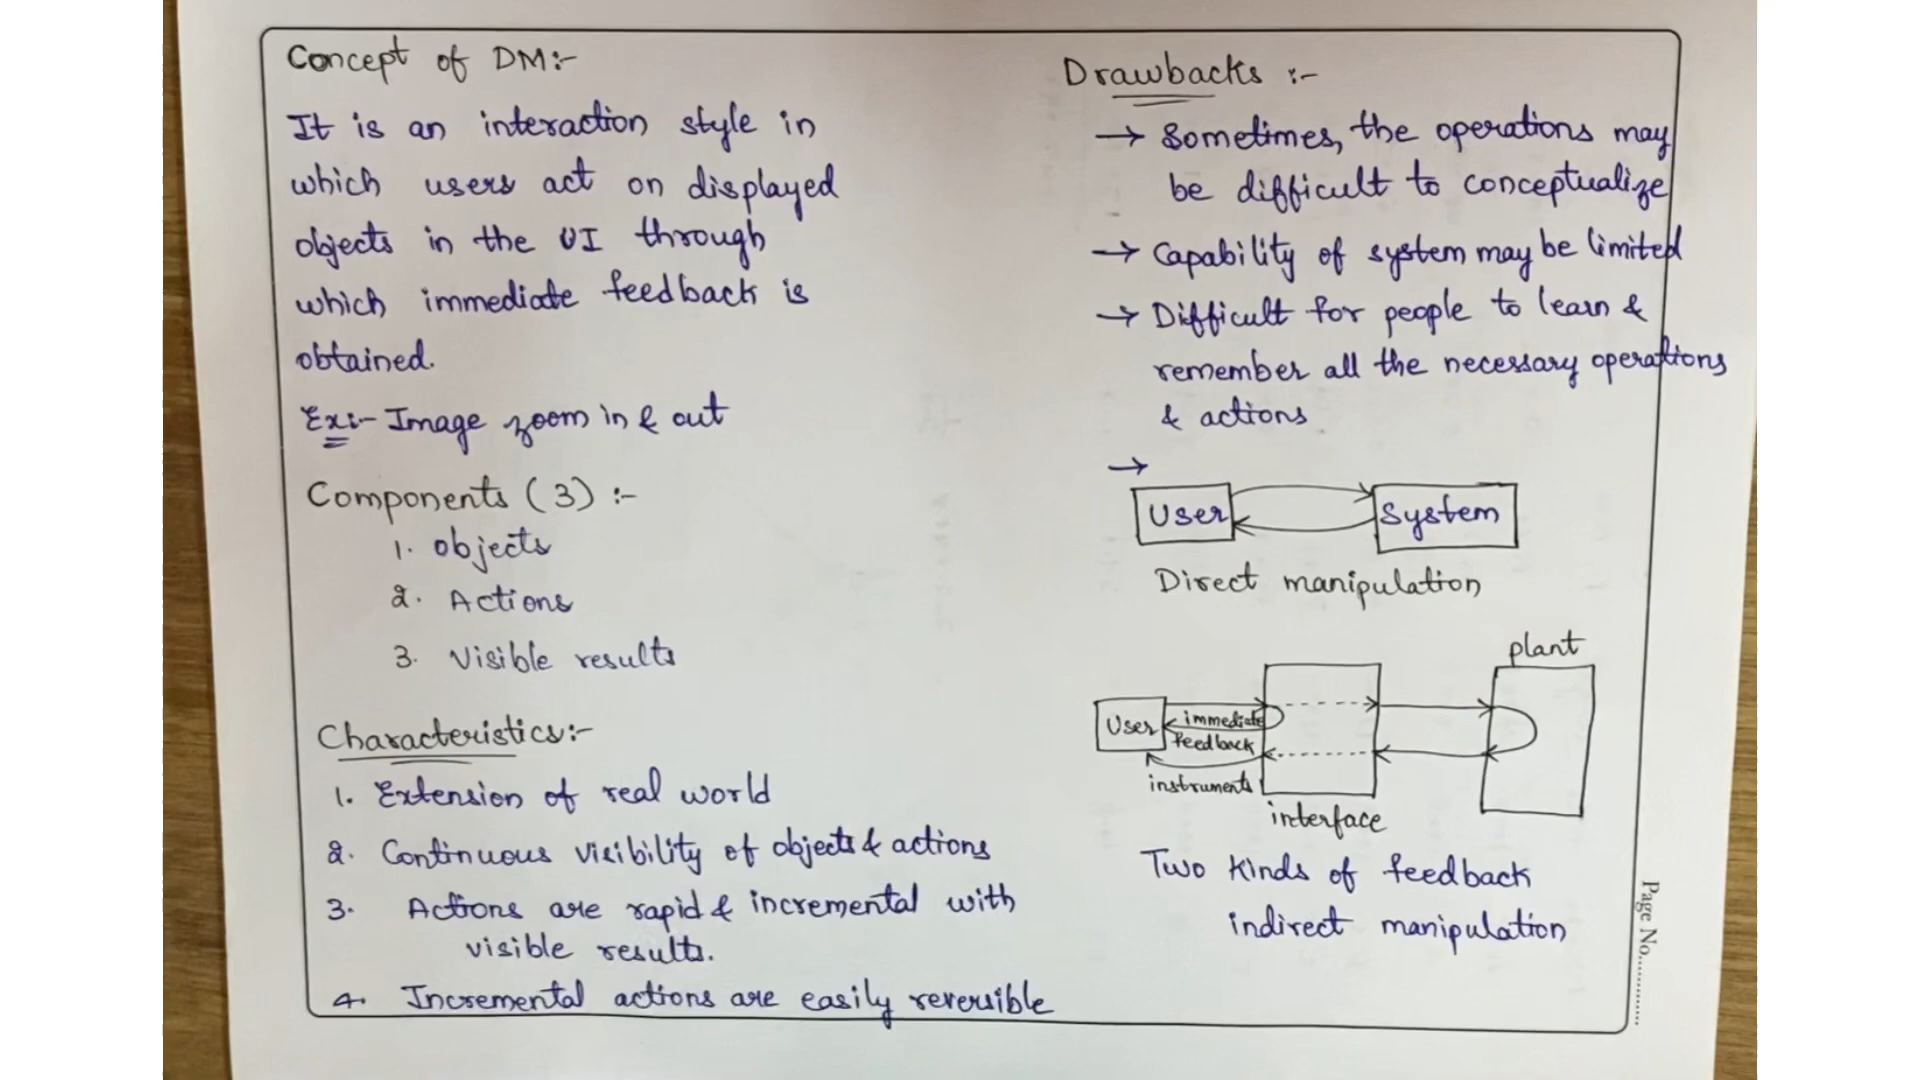 Concept of DM:-
It is an interaction style in
which users act on displayed
objects in the UI through
which immediate feedback is
obtained.
Ex:- Image zoom in & out
Components (3) :-
1. Objects
2. Actions
3. Visible results
Characteristics:-
1. Extension of real world
2. Continuous visibility of objects & actions
3. Actions are rapid & incremental with
visible results.
4. Incremental actions are easily reversible
Drawbacks :-
→ Sometimes, the operations may
be difficult to conceptualize
→ Capability of system may be limited
→ Difficult for people to learn &
remember all the necessary operations
& actions
→
User
System
Direct manipulation
plant
User
immediate
feedback
instruments
interface
Two kinds of feedback
indirect manipulation
Page No..............